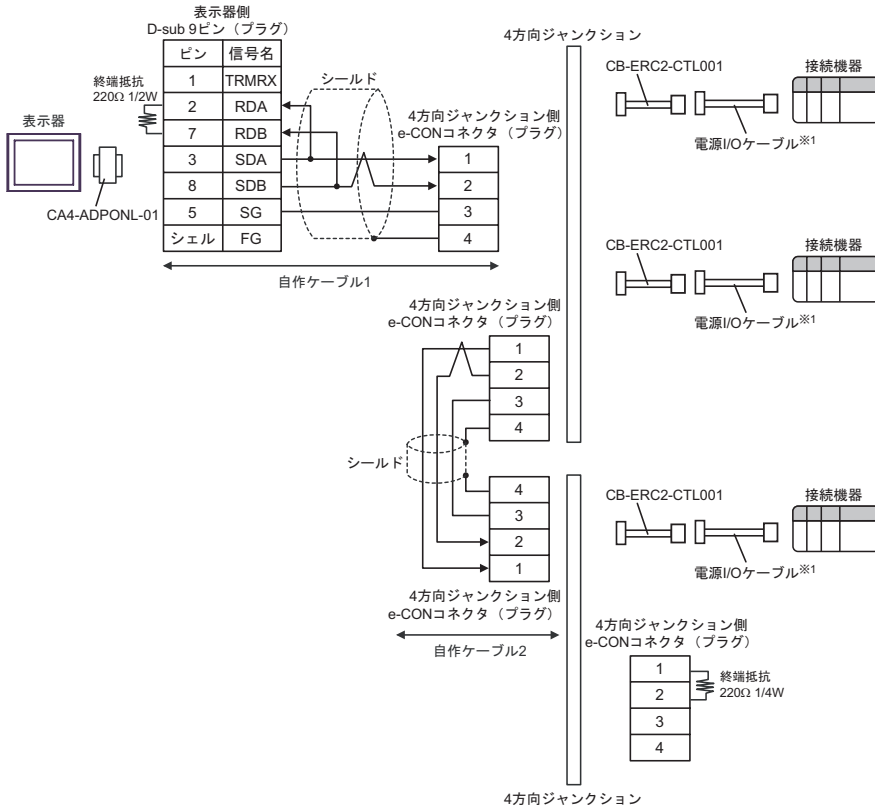 表示器側
D-sub 9ピン（プラグ）
ピン 信号名
1 TRMRX
2 RDA
7 RDB
3 SDA
8 SDB
5 SG
シェル FG
終端抵抗
220Ω 1/2W
表示器
CA4-ADPONL-01
シールド
4方向ジャンクション側
e-CONコネクタ（プラグ）
1
2
3
4
自作ケーブル1
4方向ジャンクション
CB-ERC2-CTL001
接続機器
電源I/Oケーブル※1
CB-ERC2-CTL001
接続機器
電源I/Oケーブル※1
4方向ジャンクション側
e-CONコネクタ（プラグ）
1
2
3
4
シールド
4
3
2
1
4方向ジャンクション側
e-CONコネクタ（プラグ）
自作ケーブル2
CB-ERC2-CTL001
接続機器
電源I/Oケーブル※1
4方向ジャンクション側
e-CONコネクタ（プラグ）
1
2
3
4
終端抵抗
220Ω 1/4W
4方向ジャンクション